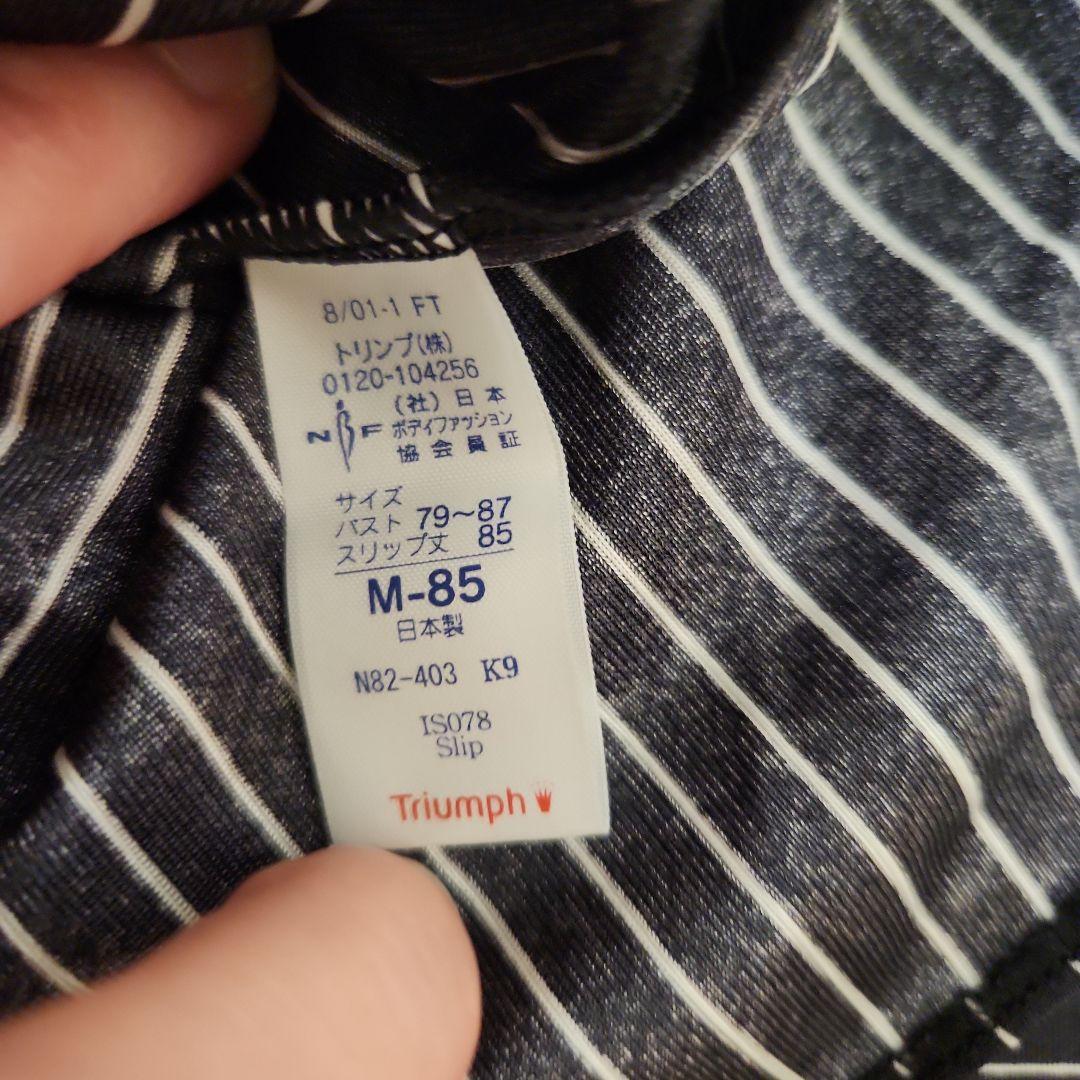 8/01-1 FT
トリンプ(株)
0120-104256
(社)日本
NBF ボディファッション
協会員証
サイズ
バスト 79〜87
スリップ丈 85
M-85
日本製
N82-403 K9
IS078
Slip
Triumph